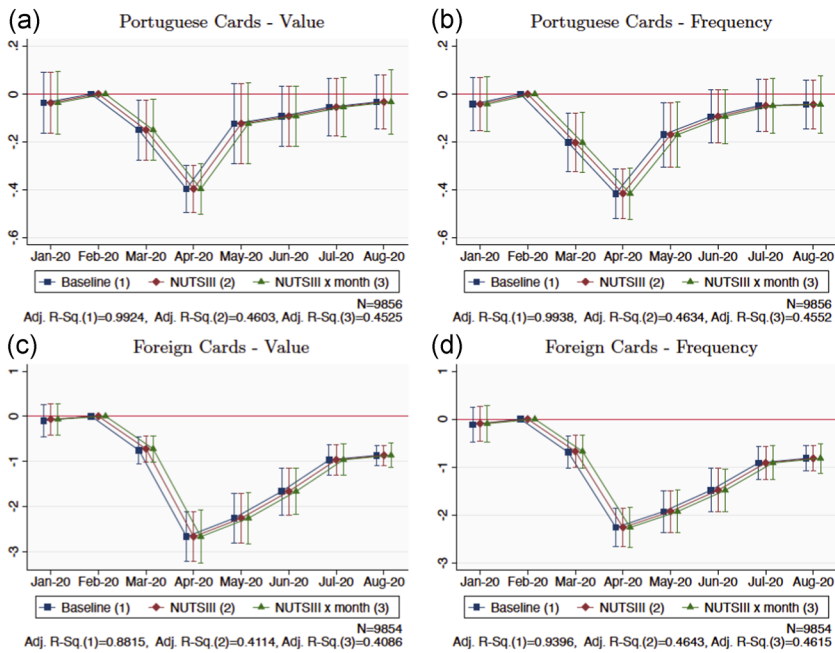 (a) Portuguese Cards - Value
.2
0
-.2
-.4
-.6
Jan-20 Feb-20 Mar-20 Apr-20 May-20 Jun-20 Jul-20 Aug-20
Baseline (1) NUTSIII (2) NUTSIII x month (3)
N=9856
Adj. R-Sq.(1)=0.9924, Adj. R-Sq.(2)=0.4603, Adj. R-Sq.(3)=0.4525
(b) Portuguese Cards - Frequency
.2
0
-.2
-.4
-.6
Jan-20 Feb-20 Mar-20 Apr-20 May-20 Jun-20 Jul-20 Aug-20
Baseline (1) NUTSIII (2) NUTSIII x month (3)
N=9856
Adj. R-Sq.(1)=0.9938, Adj. R-Sq.(2)=0.4634, Adj. R-Sq.(3)=0.4552
(c) Foreign Cards - Value
1
0
-1
-2
-3
Jan-20 Feb-20 Mar-20 Apr-20 May-20 Jun-20 Jul-20 Aug-20
Baseline (1) NUTSIII (2) NUTSIII x month (3)
N=9854
Adj. R-Sq.(1)=0.8815, Adj. R-Sq.(2)=0.4114, Adj. R-Sq.(3)=0.4086
(d) Foreign Cards - Frequency
1
0
-1
-2
-3
Jan-20 Feb-20 Mar-20 Apr-20 May-20 Jun-20 Jul-20 Aug-20
Baseline (1) NUTSIII (2) NUTSIII x month (3)
N=9854
Adj. R-Sq.(1)=0.9396, Adj. R-Sq.(2)=0.4643, Adj. R-Sq.(3)=0.4615